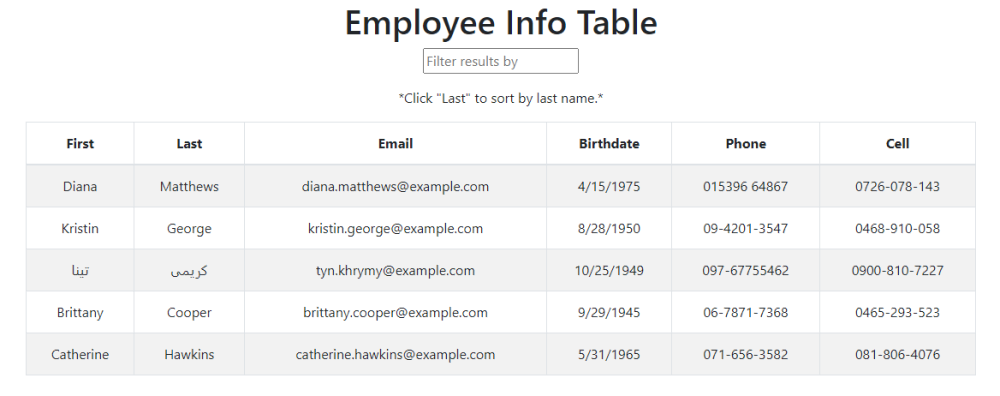 Employee Info Table
Filter results by
*Click "Last" to sort by last name.*
First Last Email Birthdate Phone Cell
Diana Matthews diana.matthews@example.com 4/15/1975 015396 64867 0726-078-143
Kristin George kristin.george@example.com 8/28/1950 09-4201-3547 0468-910-058
تینا کریمی tyn.khrymy@example.com 10/25/1949 097-67755462 0900-810-7227
Brittany Cooper brittany.cooper@example.com 9/29/1945 06-7871-7368 0465-293-523
Catherine Hawkins catherine.hawkins@example.com 5/31/1965 071-656-3582 081-806-4076